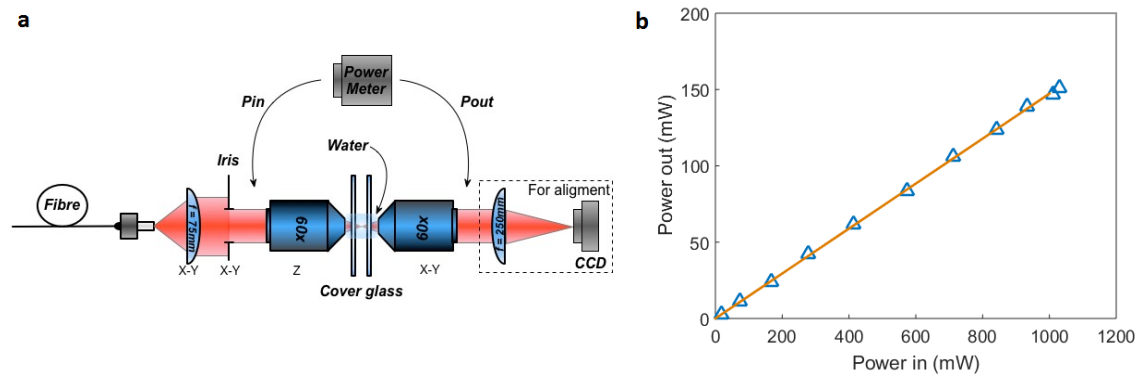 a
Power
Meter
Pin
Pout
Water
Iris
Fibre
For aligment
f = 75mm
60x
60x
f = 250mm
CCD
X-Y
X-Y
Z
X-Y
Cover glass
b
Power out (mW)
200
150
100
50
0
0
200
400
600
800
1000
1200
Power in (mW)